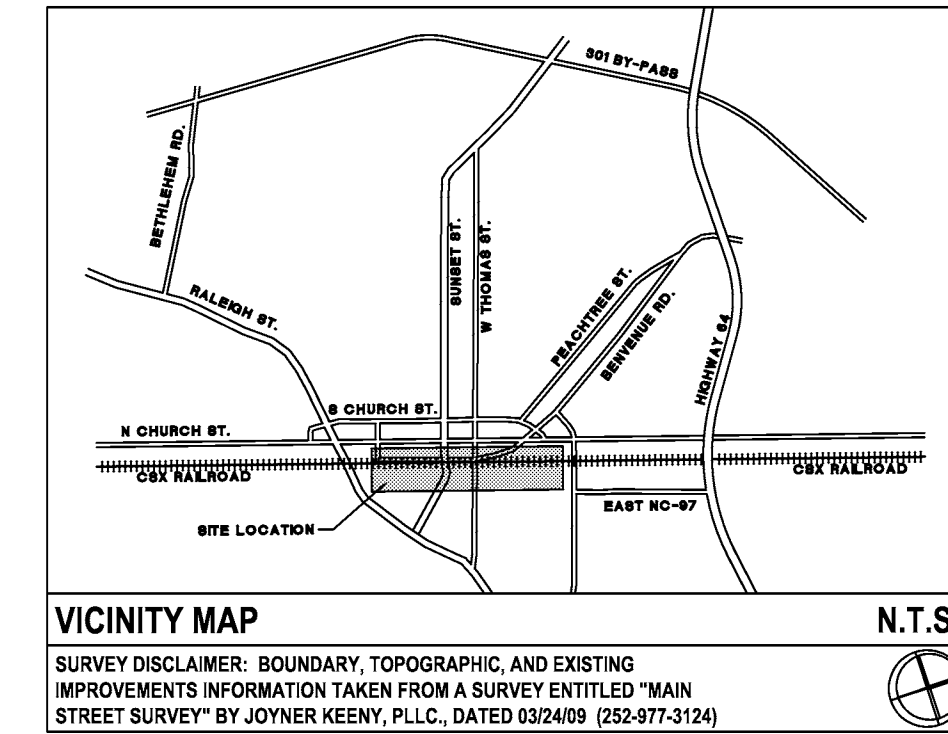 301 BY-PASS
BETHLEHEM RD.
SUNSET ST.
W THOMAS ST.
PEACHTREE ST.
BENVENUE RD.
RALEIGH ST.
HIGHWAY 64
S CHURCH ST.
N CHURCH ST.
CSX RAILROAD
CSX RAILROAD
EAST NC-97
SITE LOCATION
VICINITY MAP
N.T.S
SURVEY DISCLAIMER: BOUNDARY, TOPOGRAPHIC, AND EXISTING
IMPROVEMENTS INFORMATION TAKEN FROM A SURVEY ENTITLED "MAIN
STREET SURVEY" BY JOYNER KEENY, PLLC., DATED 03/24/09 (252-977-3124)